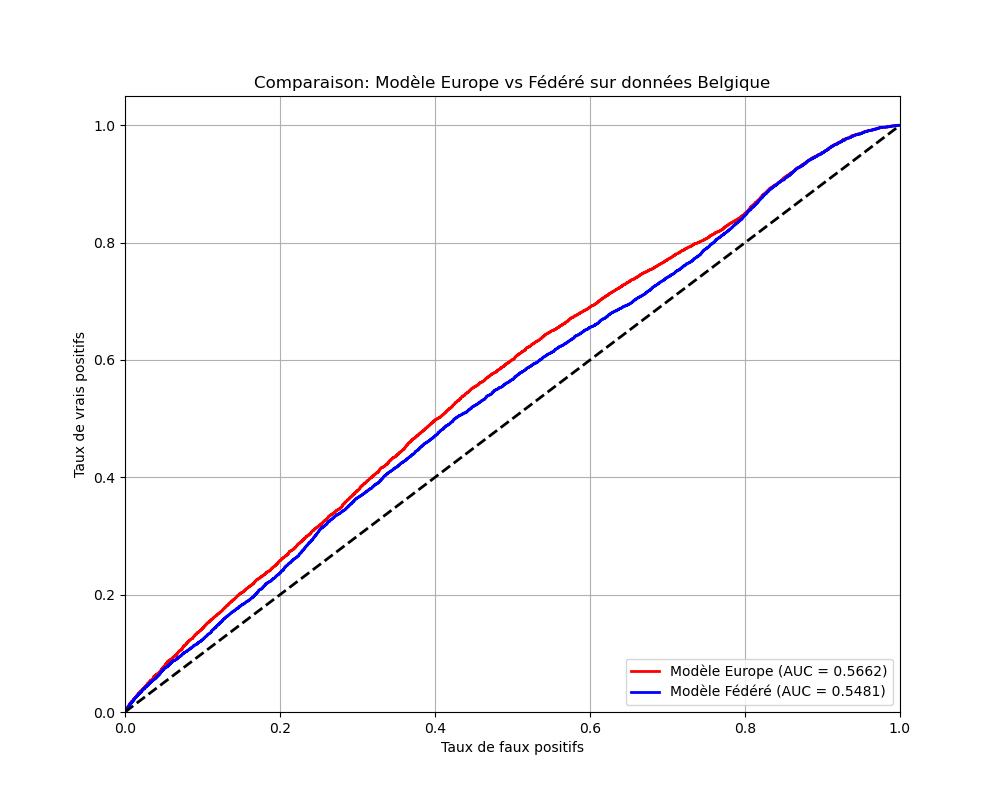 Comparaison: Modèle Europe vs Fédéré sur données Belgique
Taux de vrais positifs
1.0
0.8
0.6
0.4
0.2
0.0
0.0 0.2 0.4 0.6 0.8 1.0
Taux de faux positifs
Modèle Europe (AUC = 0.5662)
Modèle Fédéré (AUC = 0.5481)